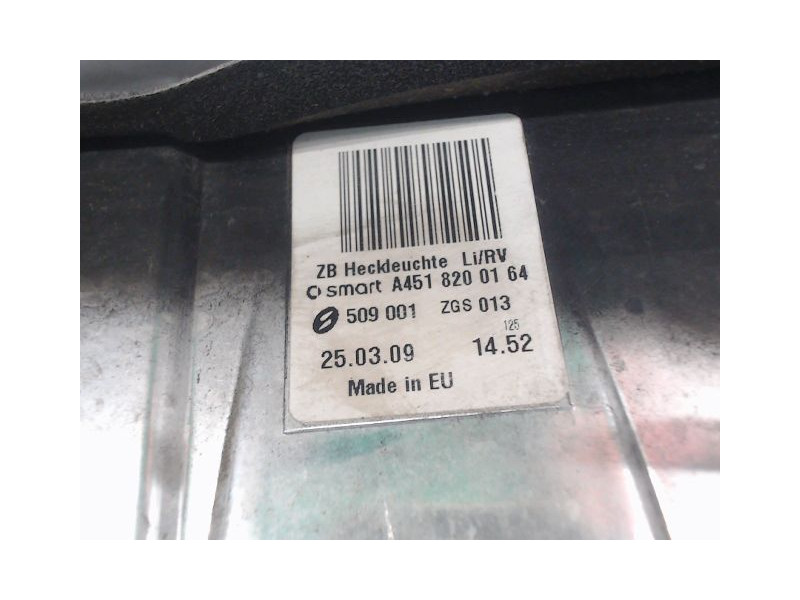 ZB Heckleuchte Li/RV
smart A451 820 01 64
509 001 ZGS 013
125
25.03.09 14.52
Made in EU